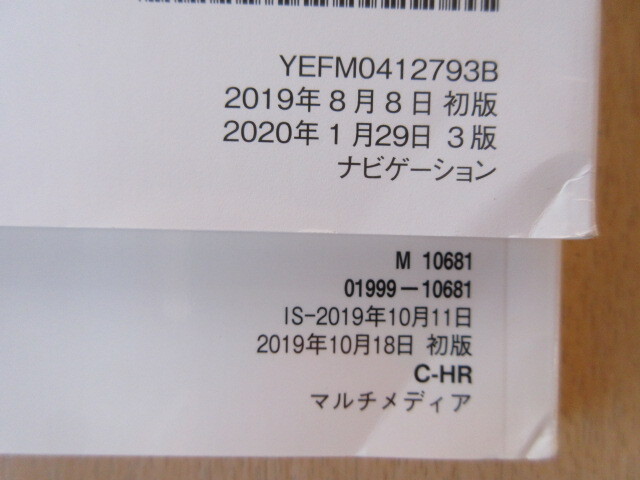 YEFM0412793B
2019年8月8日 初版
2020年1月29日 3版
ナビゲーション
M 10681
01999－10681
IS-2019年10月11日
2019年10月18日 初版
C-HR
マルチメディア